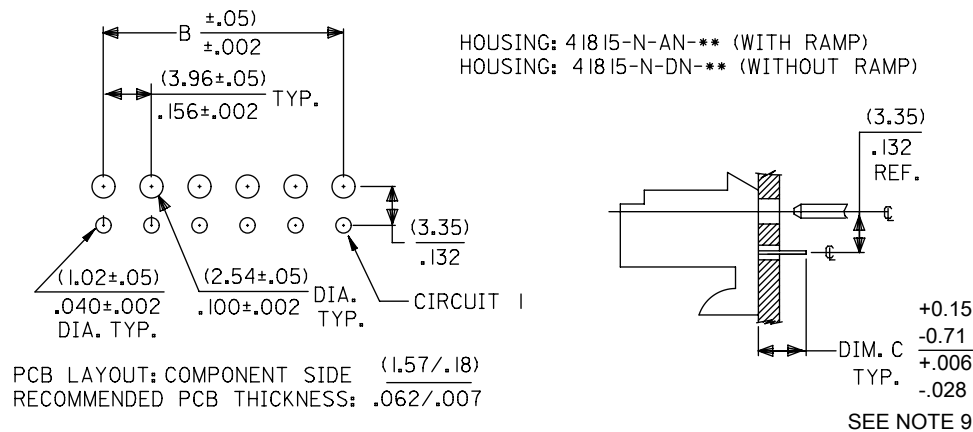 B (±.05)
±.002
(3.96±.05)
.156±.002 TYP.
(3.35)
.132
(1.02±.05)
.040±.002
DIA. TYP.
(2.54±.05)
.100±.002
DIA.
TYP.
CIRCUIT 1
PCB LAYOUT: COMPONENT SIDE
RECOMMENDED PCB THICKNESS: (1.57/.18)
.062/.007
HOUSING: 41815-N-AN-** (WITH RAMP)
HOUSING: 41815-N-DN-** (WITHOUT RAMP)
(3.35)
.132
REF.
℄
℄
DIM. C
TYP.
+0.15
-0.71
+.006
-.028
SEE NOTE 9